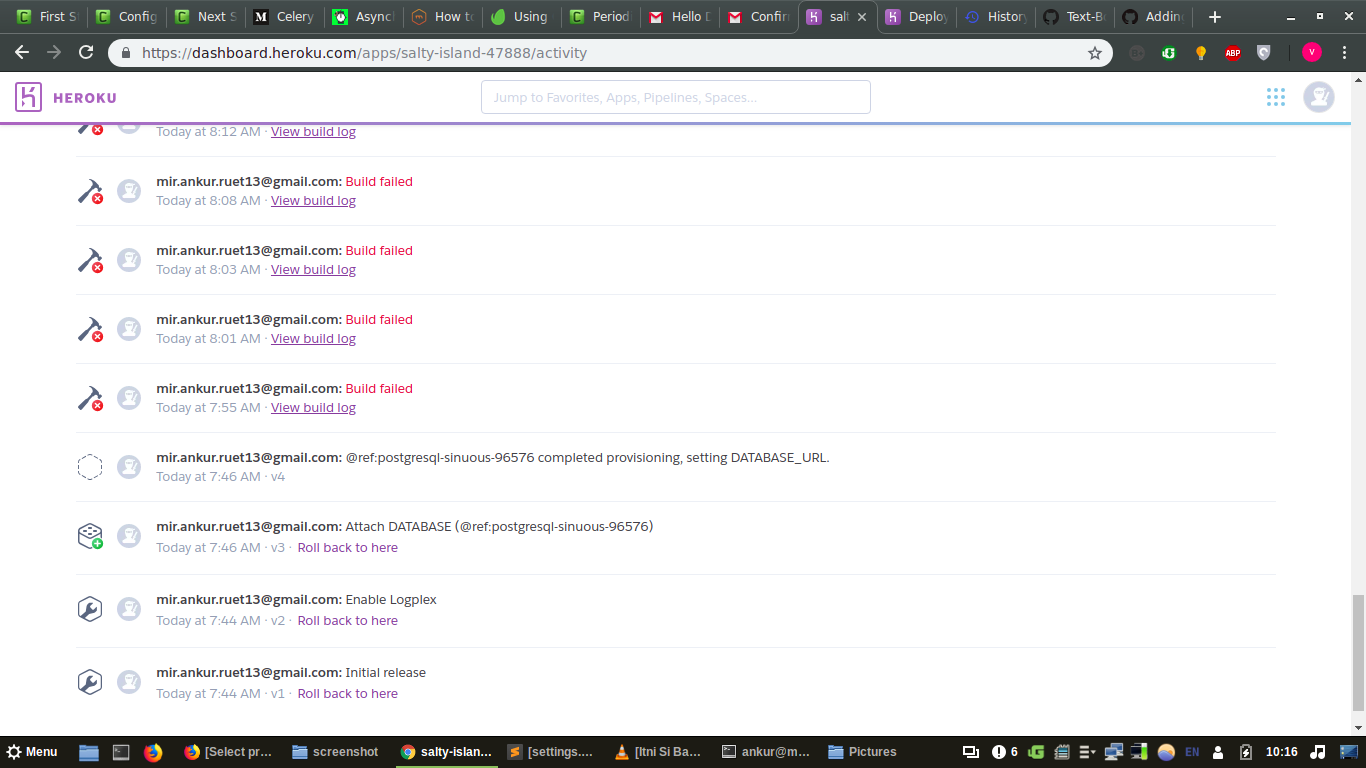 First S
Config
Next S
Celery
Async
How to
Using
Period
Hello D
Confir
salt
Deploy
History
Text-B
Adding
https://dashboard.heroku.com/apps/salty-island-47888/activity
ABP
V
HEROKU
Jump to Favorites, Apps, Pipelines, Spaces...
Today at 8:12 AM · View build log
mir.ankur.ruet13@gmail.com: Build failed
Today at 8:08 AM · View build log
mir.ankur.ruet13@gmail.com: Build failed
Today at 8:03 AM · View build log
mir.ankur.ruet13@gmail.com: Build failed
Today at 8:01 AM · View build log
mir.ankur.ruet13@gmail.com: Build failed
Today at 7:55 AM · View build log
mir.ankur.ruet13@gmail.com: @ref:postgresql-sinuous-96576 completed provisioning, setting DATABASE_URL.
Today at 7:46 AM · v4
mir.ankur.ruet13@gmail.com: Attach DATABASE (@ref:postgresql-sinuous-96576)
Today at 7:46 AM · v3 · Roll back to here
mir.ankur.ruet13@gmail.com: Enable Logplex
Today at 7:44 AM · v2 · Roll back to here
mir.ankur.ruet13@gmail.com: Initial release
Today at 7:44 AM · v1 · Roll back to here
Menu
[Select pr...
screenshot
salty-islan...
[settings....
[Itni Si Ba...
ankur@m...
Pictures
6
EN
10:16